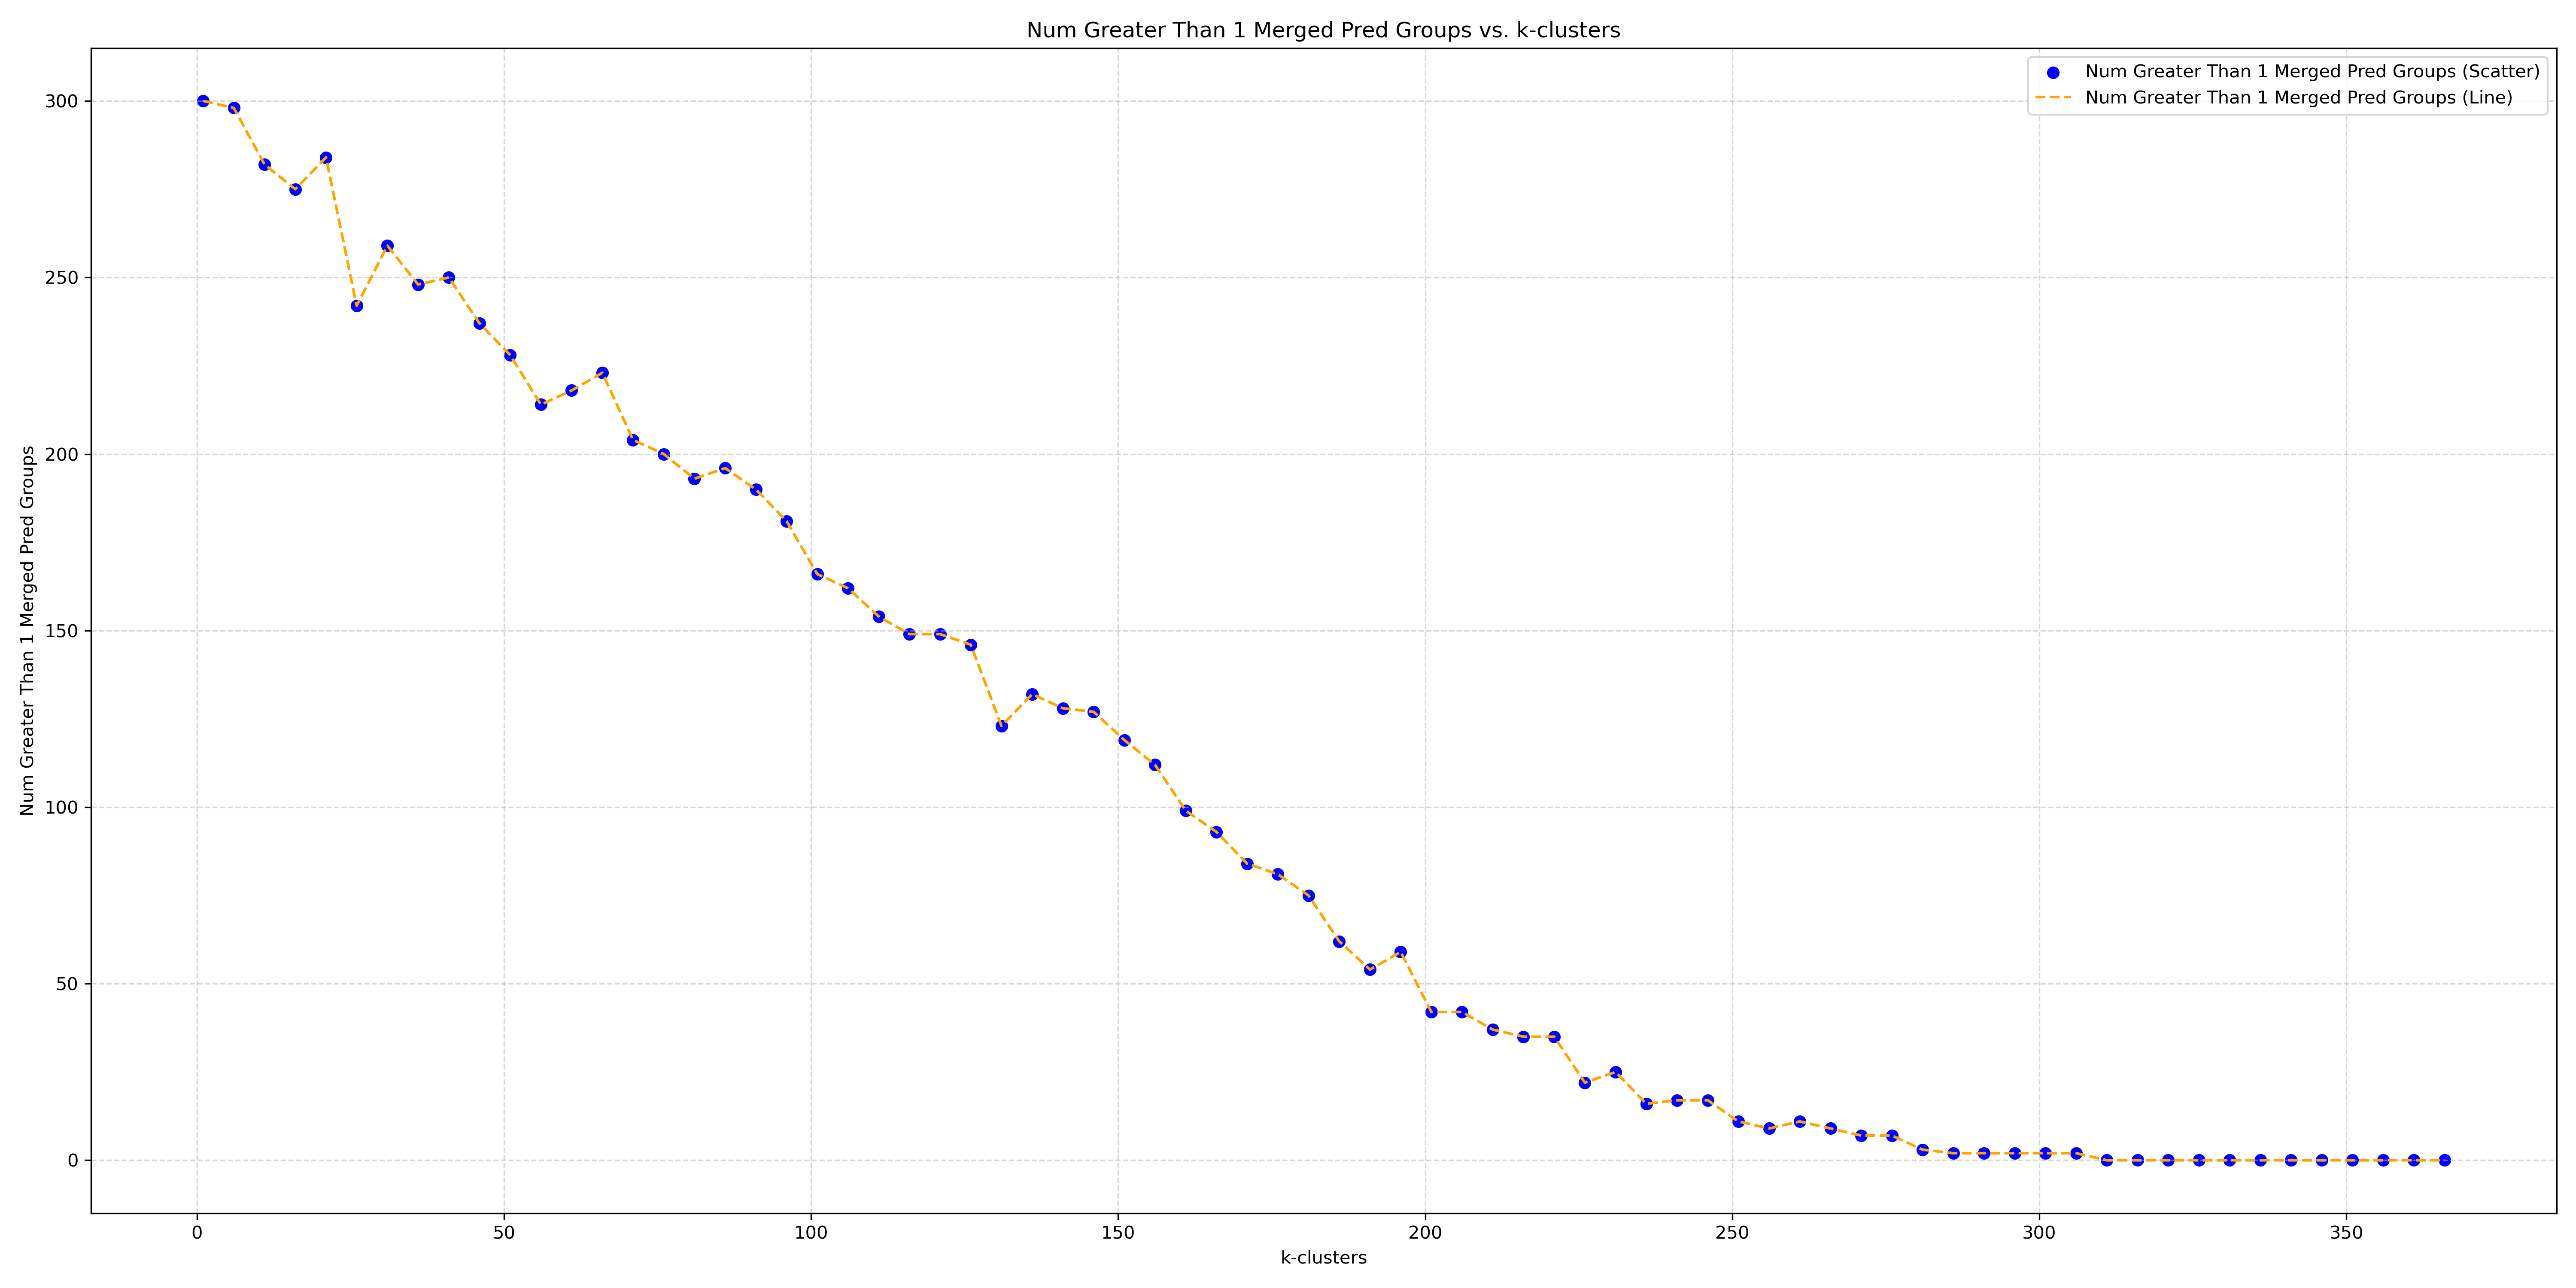 Num Greater Than 1 Merged Pred Groups vs. k-clusters
Num Greater Than 1 Merged Pred Groups (Scatter)
Num Greater Than 1 Merged Pred Groups (Line)
Num Greater Than 1 Merged Pred Groups
300
250
200
150
100
50
0
0 50 100 150 200 250 300 350
k-clusters